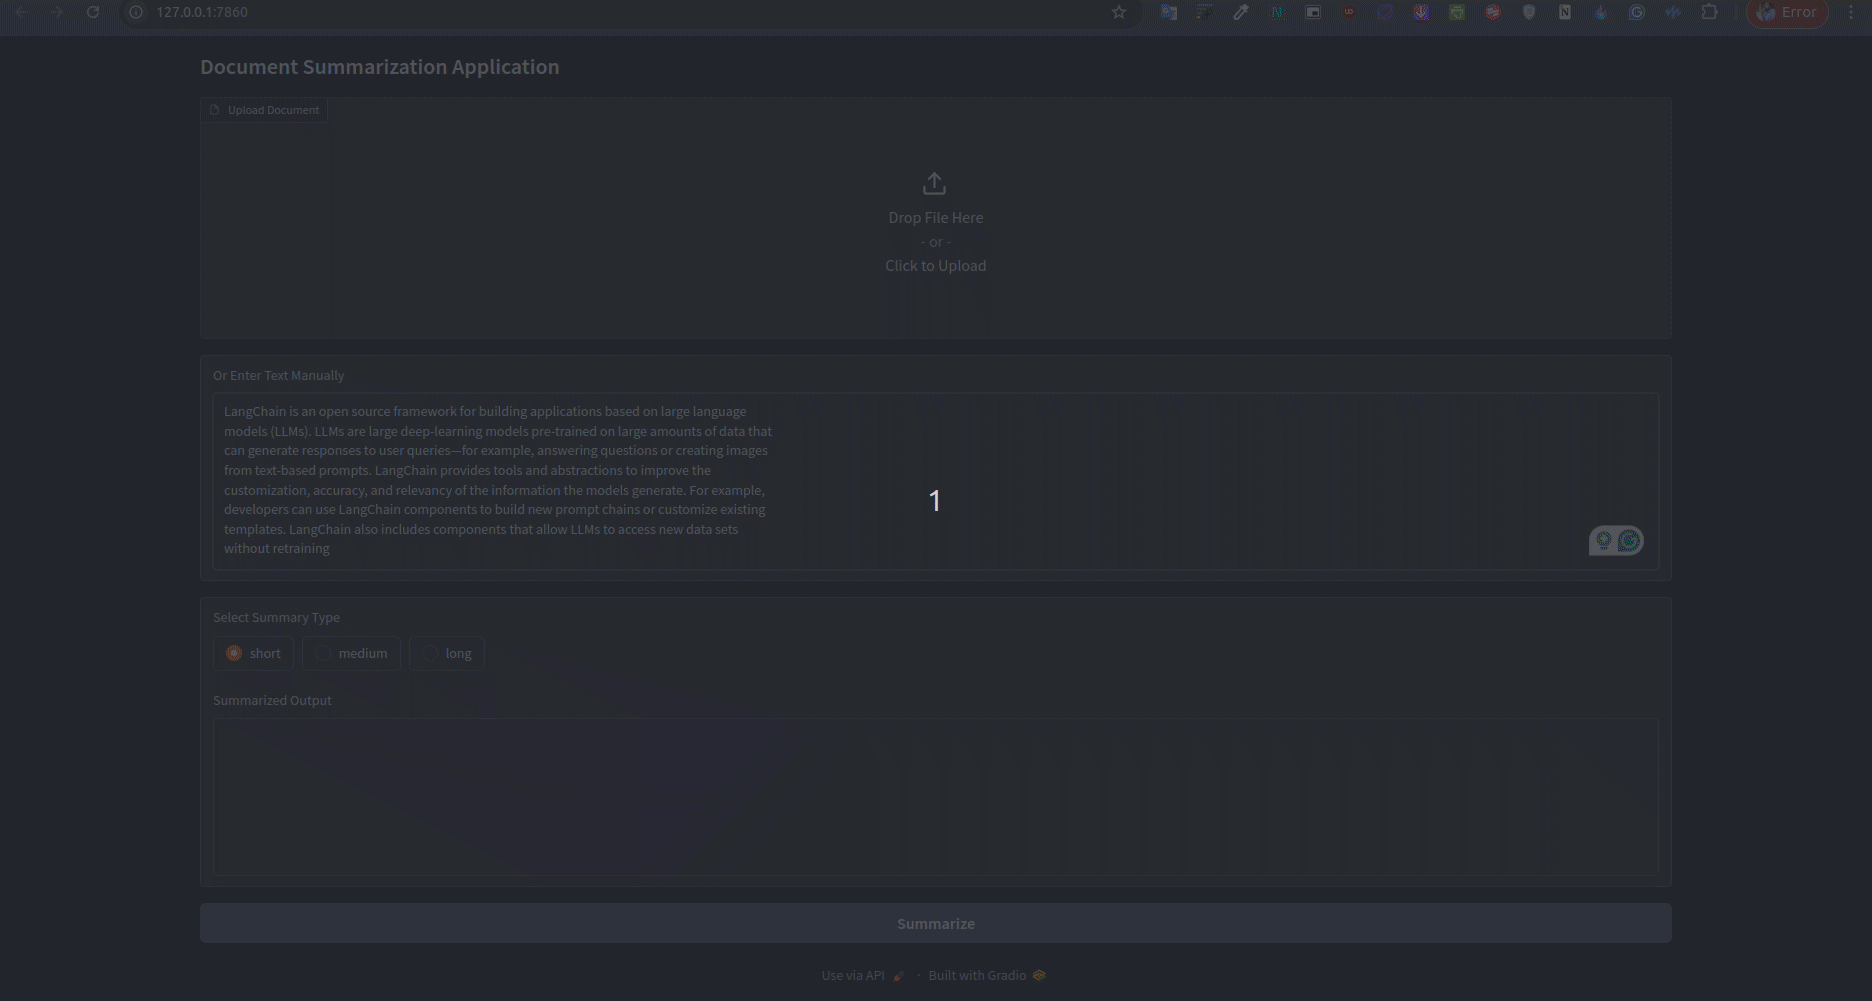 127.0.0.1:7860
Error
Document Summarization Application
Upload Document
Drop File Here
- or -
Click to Upload
Or Enter Text Manually
LangChain is an open source framework for building applications based on large language
models (LLMs). LLMs are large deep-learning models pre-trained on large amounts of data that
can generate responses to user queries—for example, answering questions or creating images
from text-based prompts. LangChain provides tools and abstractions to improve the
customization, accuracy, and relevancy of the information the models generate. For example,
developers can use LangChain components to build new prompt chains or customize existing
templates. LangChain also includes components that allow LLMs to access new data sets
without retraining
1
Select Summary Type
short medium long
Summarized Output
Summarize
Use via API · Built with Gradio